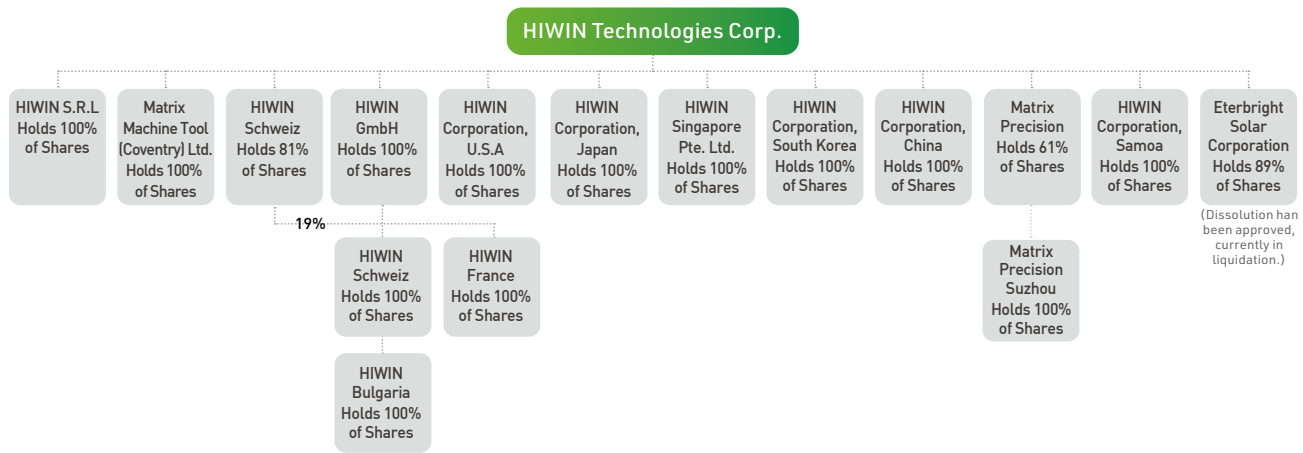 HIWIN Technologies Corp.
HIWIN S.R.L
Holds 100%
of Shares
Matrix
Machine Tool
(Coventry) Ltd.
Holds 100%
of Shares
HIWIN
Schweiz
Holds 81%
of Shares
HIWIN
GmbH
Holds 100%
of Shares
HIWIN
Corporation,
U.S.A
Holds 100%
of Shares
HIWIN
Corporation,
Japan
Holds 100%
of Shares
HIWIN
Singapore
Pte. Ltd.
Holds 100%
of Shares
HIWIN
Corporation,
South Korea
Holds 100%
of Shares
HIWIN
Corporation,
China
Holds 100%
of Shares
Matrix
Precision
Holds 61%
of Shares
HIWIN
Corporation,
Samoa
Holds 100%
of Shares
Eterbright
Solar
Corporation
Holds 89%
of Shares
(Dissolution han
been approved,
currently in
liquidation.)
19%
HIWIN
Schweiz
Holds 100%
of Shares
HIWIN
France
Holds 100%
of Shares
Matrix
Precision
Suzhou
Holds 100%
of Shares
HIWIN
Bulgaria
Holds 100%
of Shares